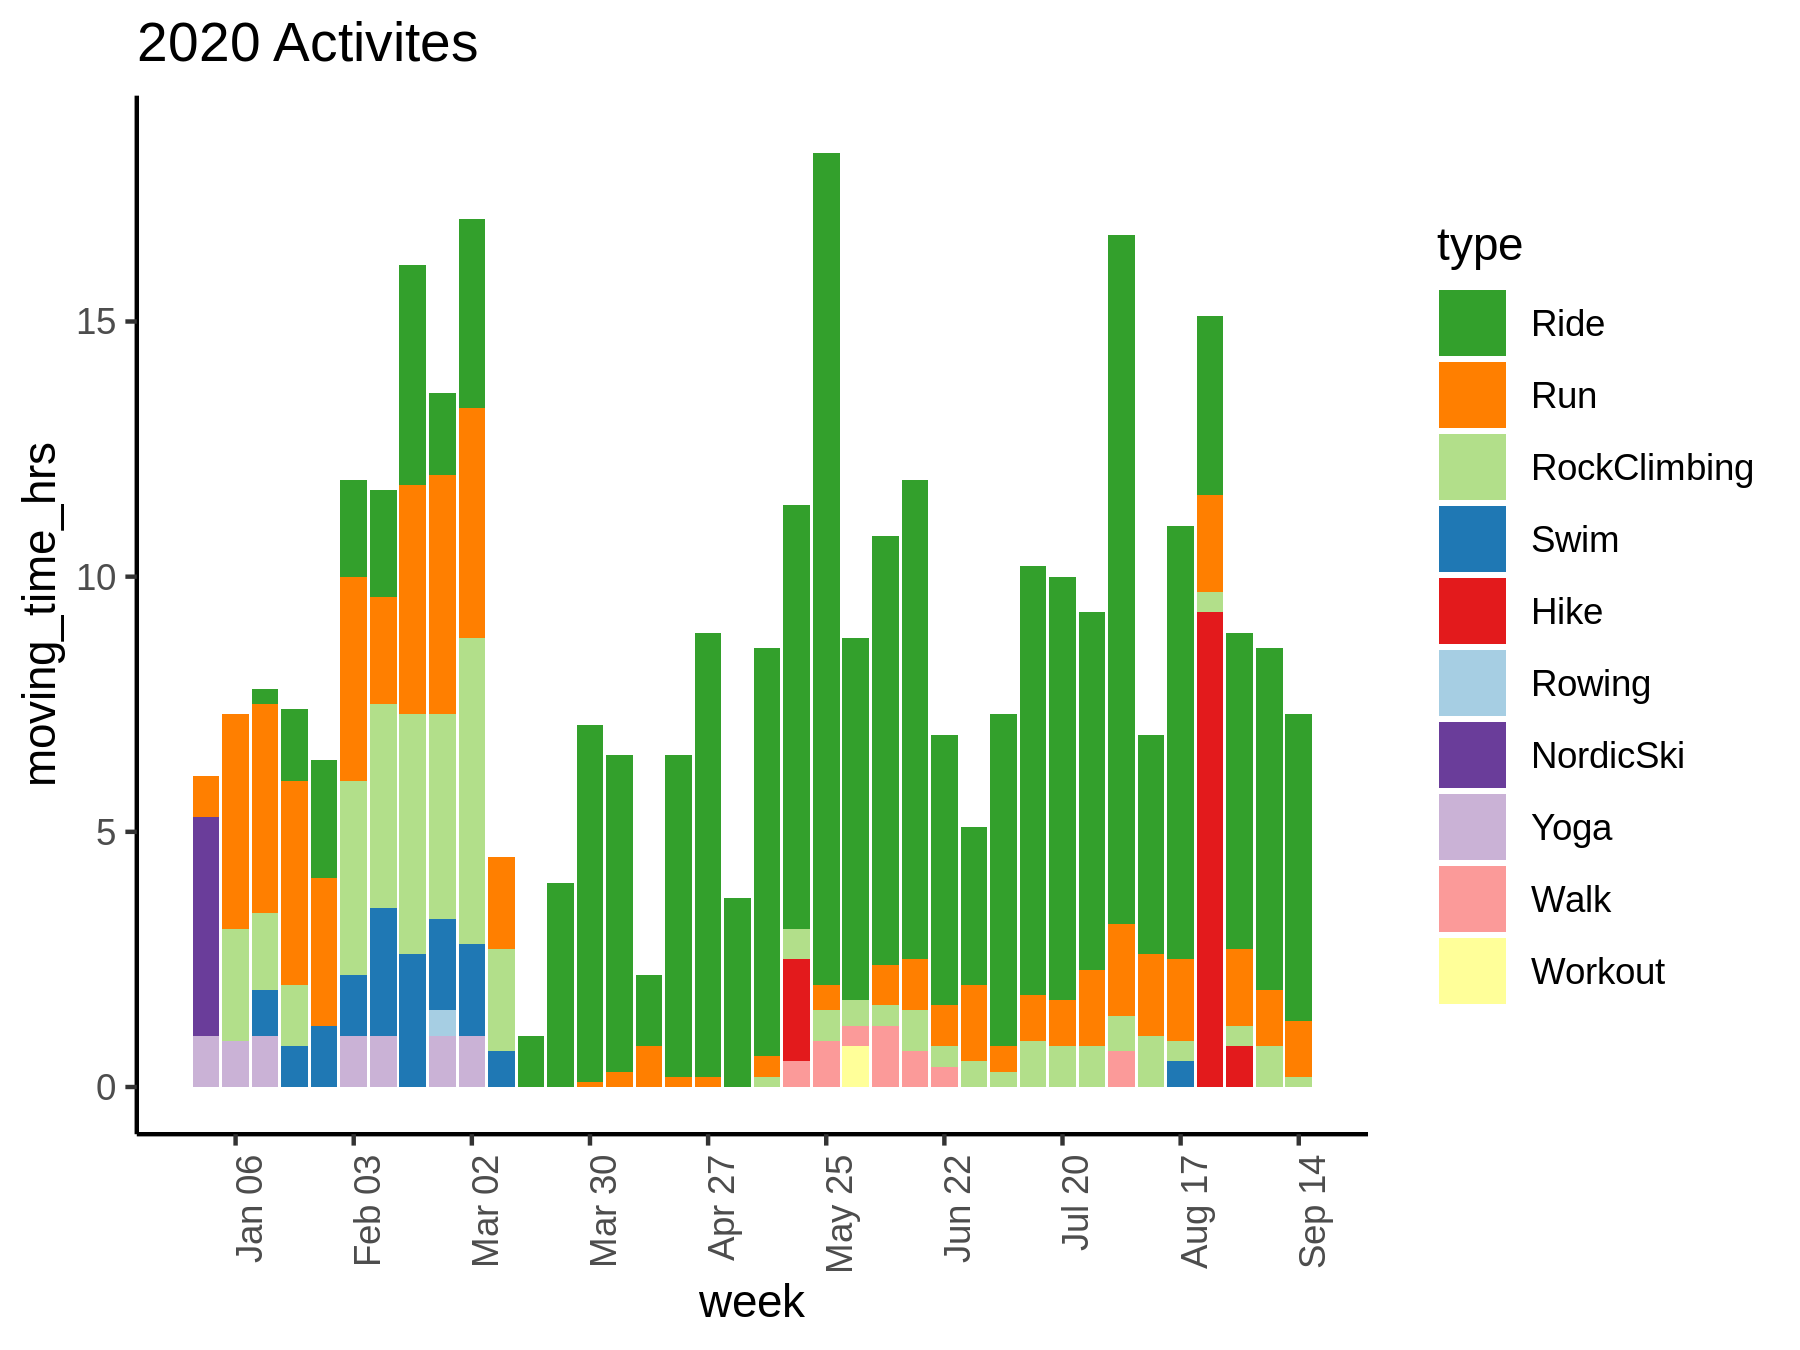 2020 Activites
moving_time_hrs
15
10
5
0
Jan 06
Feb 03
Mar 02
Mar 30
Apr 27
May 25
Jun 22
Jul 20
Aug 17
Sep 14
week
type
Ride
Run
RockClimbing
Swim
Hike
Rowing
NordicSki
Yoga
Walk
Workout